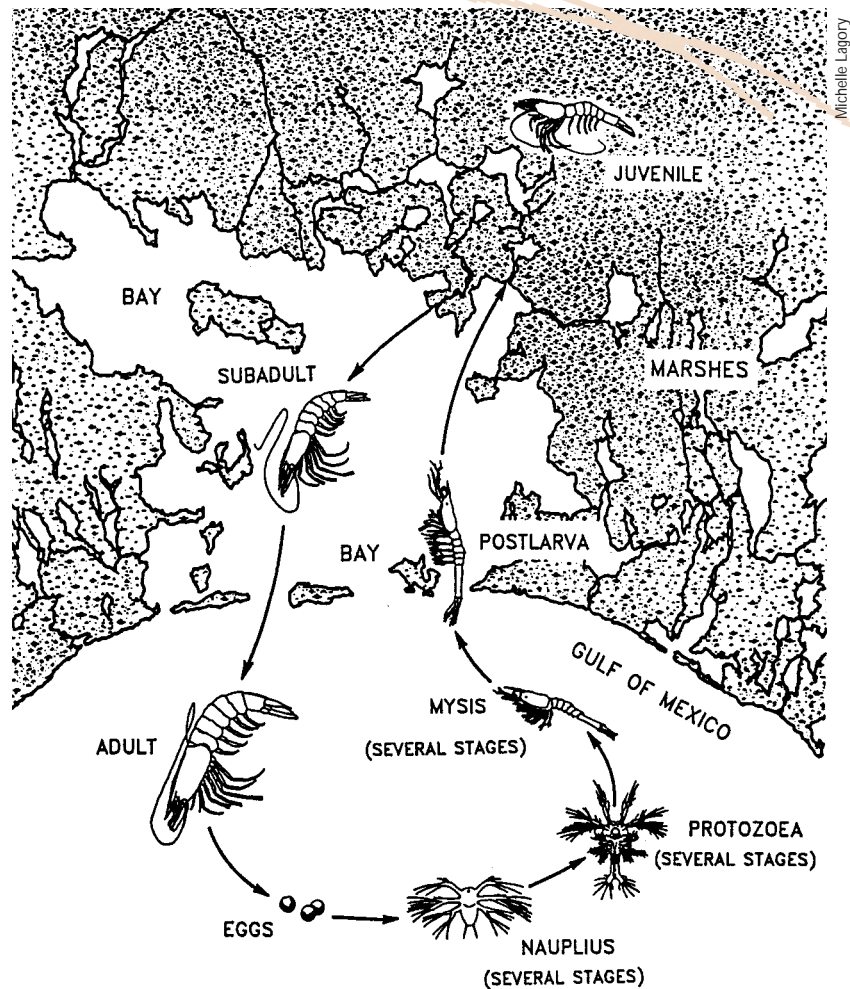 Michelle Lagory
JUVENILE
BAY
MARSHES
SUBADULT
BAY
POSTLARVA
GULF OF MEXICO
MYSIS
(SEVERAL STAGES)
ADULT
PROTOZOEA
(SEVERAL STAGES)
EGGS
NAUPLIUS
(SEVERAL STAGES)